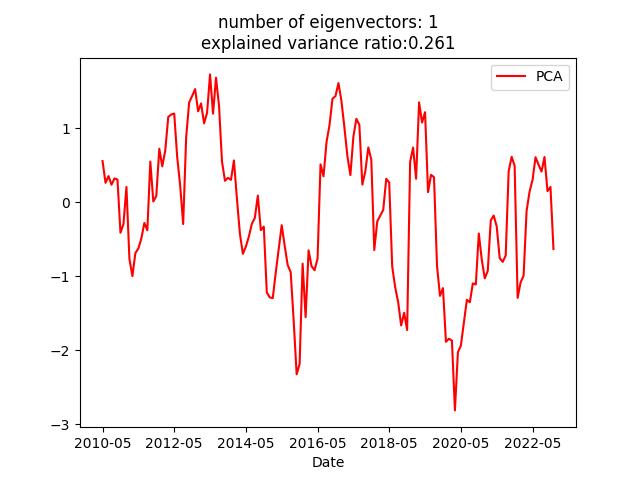 number of eigenvectors: 1
explained variance ratio:0.261
PCA
1
0
−1
−2
−3
2010-05 2012-05 2014-05 2016-05 2018-05 2020-05 2022-05
Date